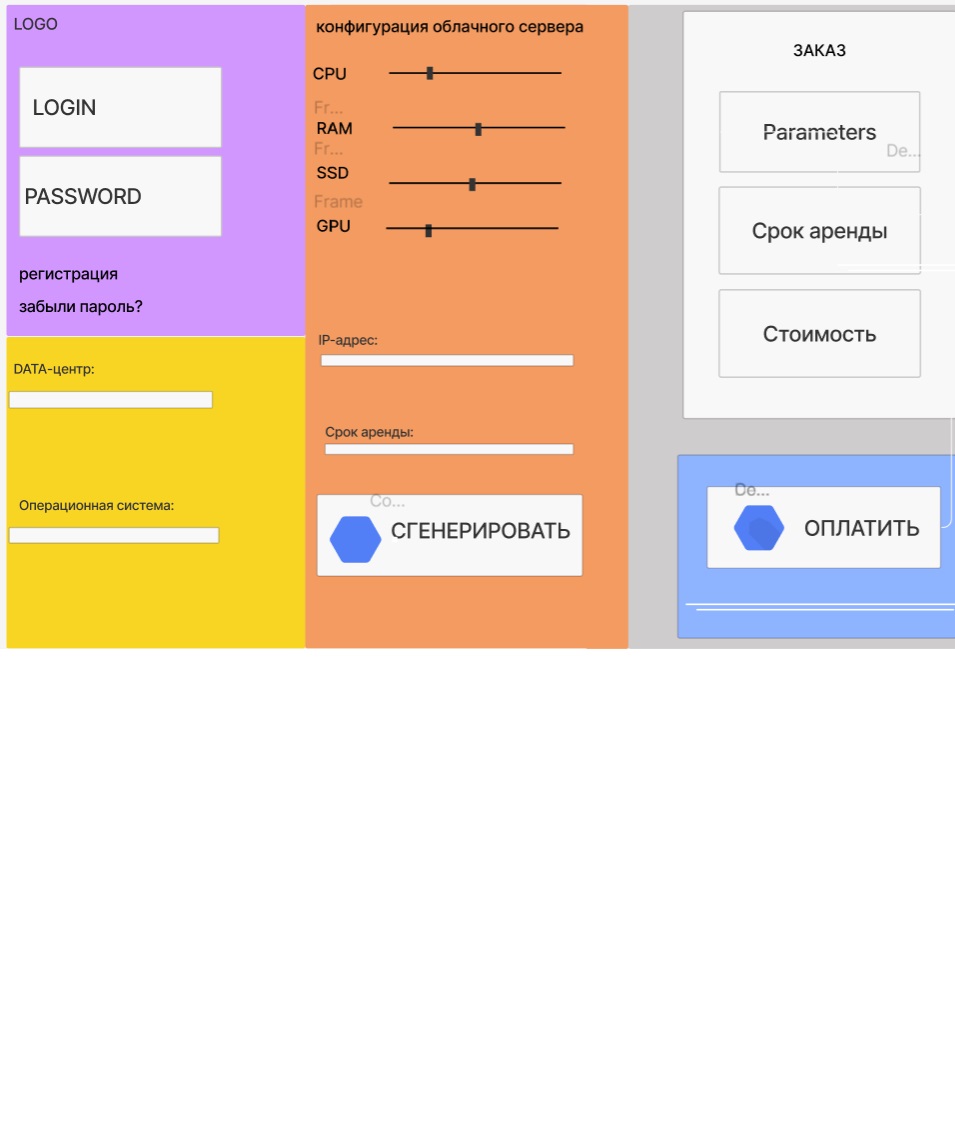 LOGO
LOGIN
PASSWORD
регистрация
забыли пароль?
DATA-центр:
Операционная система:
конфигурация облачного сервера
CPU
Fr...
RAM
Fr...
SSD
Frame
GPU
IP-адрес:
Срок аренды:
Co...
СГЕНЕРИРОВАТЬ
ЗАКАЗ
Parameters
De...
Срок аренды
Стоимость
De...
ОПЛАТИТЬ